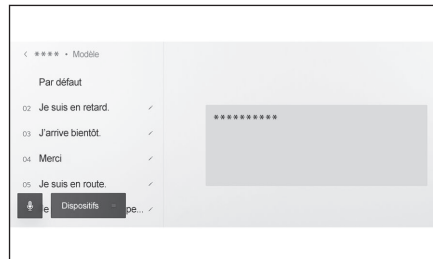 < **** • Modèle
Par défaut
02 Je suis en retard.
03 J'arrive bientôt.
04 Merci
05 Je suis en route.
Dispositifs
e pe...
**********